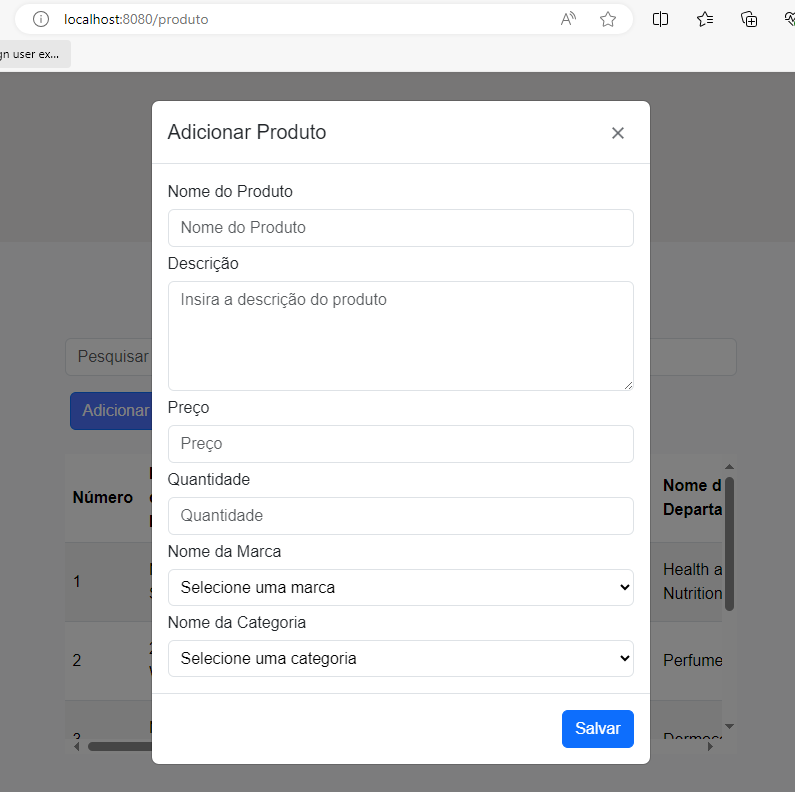 localhost:8080/produto
gn user ex...
Adicionar Produto
Nome do Produto
Nome do Produto
Descrição
Insira a descrição do produto
Preço
Preço
Quantidade
Quantidade
Nome da Marca
Selecione uma marca
Nome da Categoria
Selecione uma categoria
Salvar
Pesquisar
Adicionar
Número
Nome d
Departa
1
Health a
Nutrition
2
Perfume
3